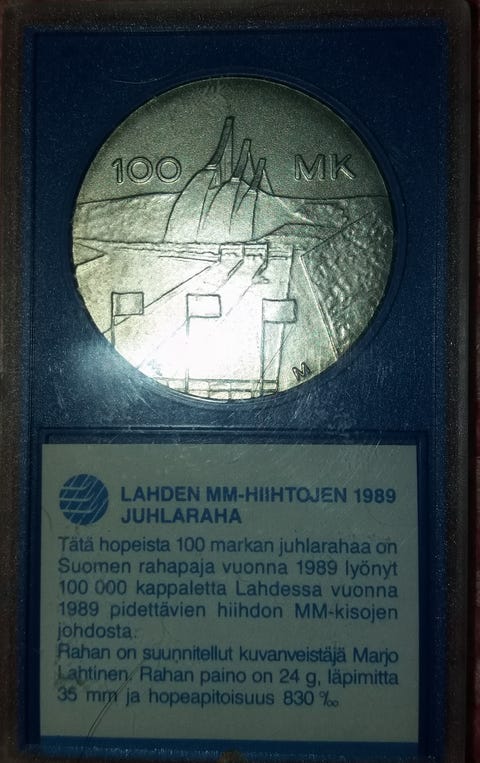 100 MK
M
LAHDEN MM-HIIHTOJEN 1989
JUHLARAHA
Tätä hopeista 100 markan juhlarahaa on
Suomen rahapaja vuonna 1989 lyönyt
100 000 kappaletta Lahdessa vuonna
1989 pidettävien hiihdon MM-kisojen
johdosta.
Rahan on suunnitellut kuvanveistäjä Marjo
Lahtinen. Rahan paino on 24 g, läpimitta
35 mm ja hopeapitoisuus 830 ‰